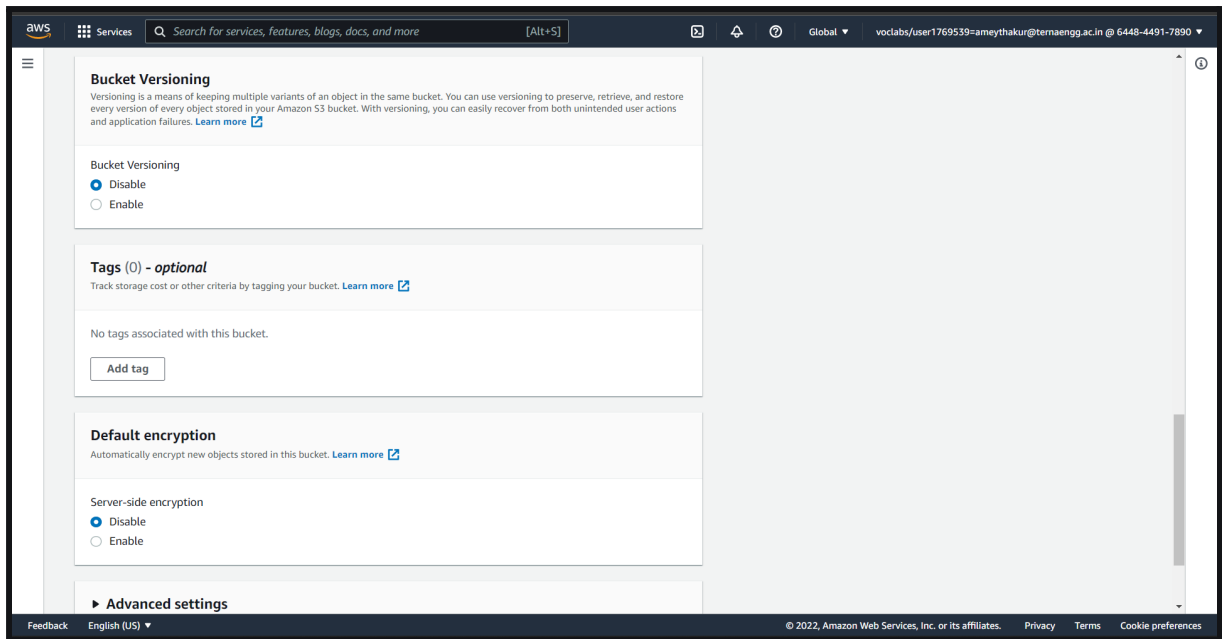 aws
Services
Search for services, features, blogs, docs, and more
[Alt+S]
Global ▼
voclabs/user1769539=ameythakur@ternaengg.ac.in @ 6448-4491-7890 ▼
Bucket Versioning
Versioning is a means of keeping multiple variants of an object in the same bucket. You can use versioning to preserve, retrieve, and restore
every version of every object stored in your Amazon S3 bucket. With versioning, you can easily recover from both unintended user actions
and application failures. Learn more
Bucket Versioning
Disable
Enable
Tags (0) - optional
Track storage cost or other criteria by tagging your bucket. Learn more
No tags associated with this bucket.
Add tag
Default encryption
Automatically encrypt new objects stored in this bucket. Learn more
Server-side encryption
Disable
Enable
Advanced settings
Feedback
English (US) ▼
© 2022, Amazon Web Services, Inc. or its affiliates.
Privacy
Terms
Cookie preferences